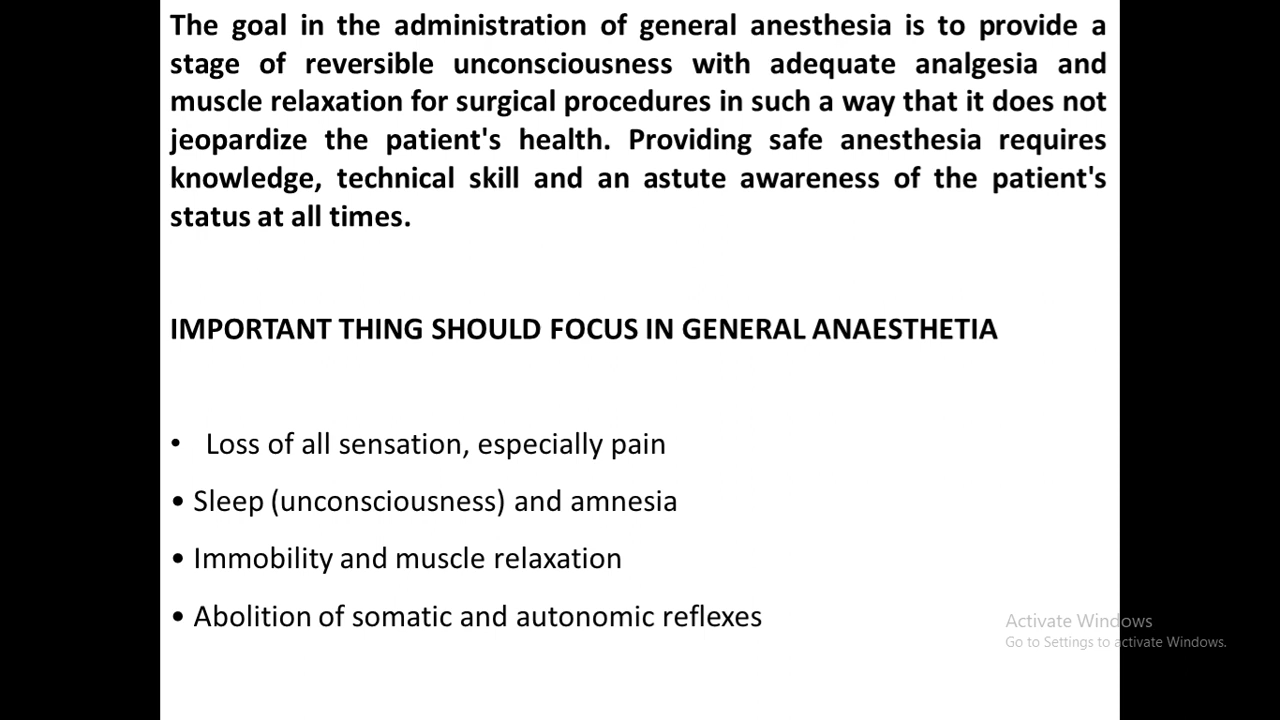 The goal in the administration of general anesthesia is to provide a
stage of reversible unconsciousness with adequate analgesia and
muscle relaxation for surgical procedures in such a way that it does not
jeopardize the patient's health. Providing safe anesthesia requires
knowledge, technical skill and an astute awareness of the patient's
status at all times.
IMPORTANT THING SHOULD FOCUS IN GENERAL ANAESTHETIA
• Loss of all sensation, especially pain
• Sleep (unconsciousness) and amnesia
• Immobility and muscle relaxation
• Abolition of somatic and autonomic reflexes
Activate Windows
Go to Settings to activate Windows.